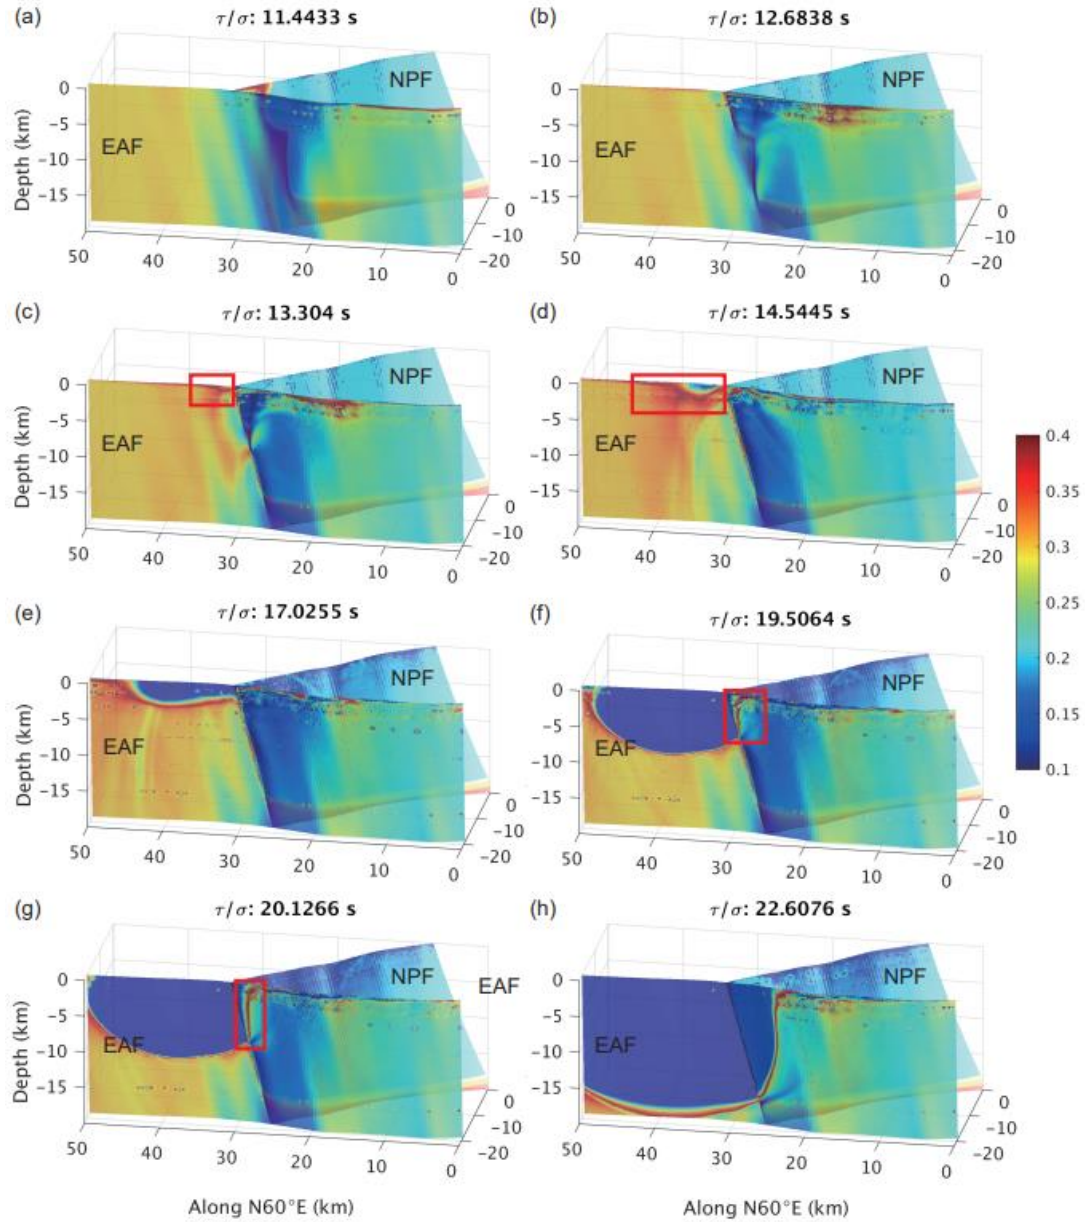 (a) τ/σ: 11.4433 s
NPF
EAF
Depth (km)
0
−5
−10
−15
50 40 30 20 10 0
0
−10
−20
(b) τ/σ: 12.6838 s
NPF
EAF
0
−5
−10
−15
50 40 30 20 10 0
0
−10
−20
(c) τ/σ: 13.304 s
NPF
EAF
Depth (km)
0
−5
−10
−15
50 40 30 20 10 0
0
−10
−20
(d) τ/σ: 14.5445 s
NPF
EAF
0
−5
−10
−15
50 40 30 20 10 0
0
−10
−20
0.4
0.35
0.3
0.25
0.2
0.15
0.1
(e) τ/σ: 17.0255 s
NPF
EAF
Depth (km)
0
−5
−10
−15
50 40 30 20 10 0
0
−10
−20
(f) τ/σ: 19.5064 s
NPF
EAF
0
−5
−10
−15
50 40 30 20 10 0
0
−10
−20
(g) τ/σ: 20.1266 s
NPF
EAF
EAF
Depth (km)
0
−5
−10
−15
50 40 30 20 10 0
0
−10
−20
Along N60°E (km)
(h) τ/σ: 22.6076 s
NPF
EAF
0
−5
−10
−15
50 40 30 20 10 0
0
−10
−20
Along N60°E (km)